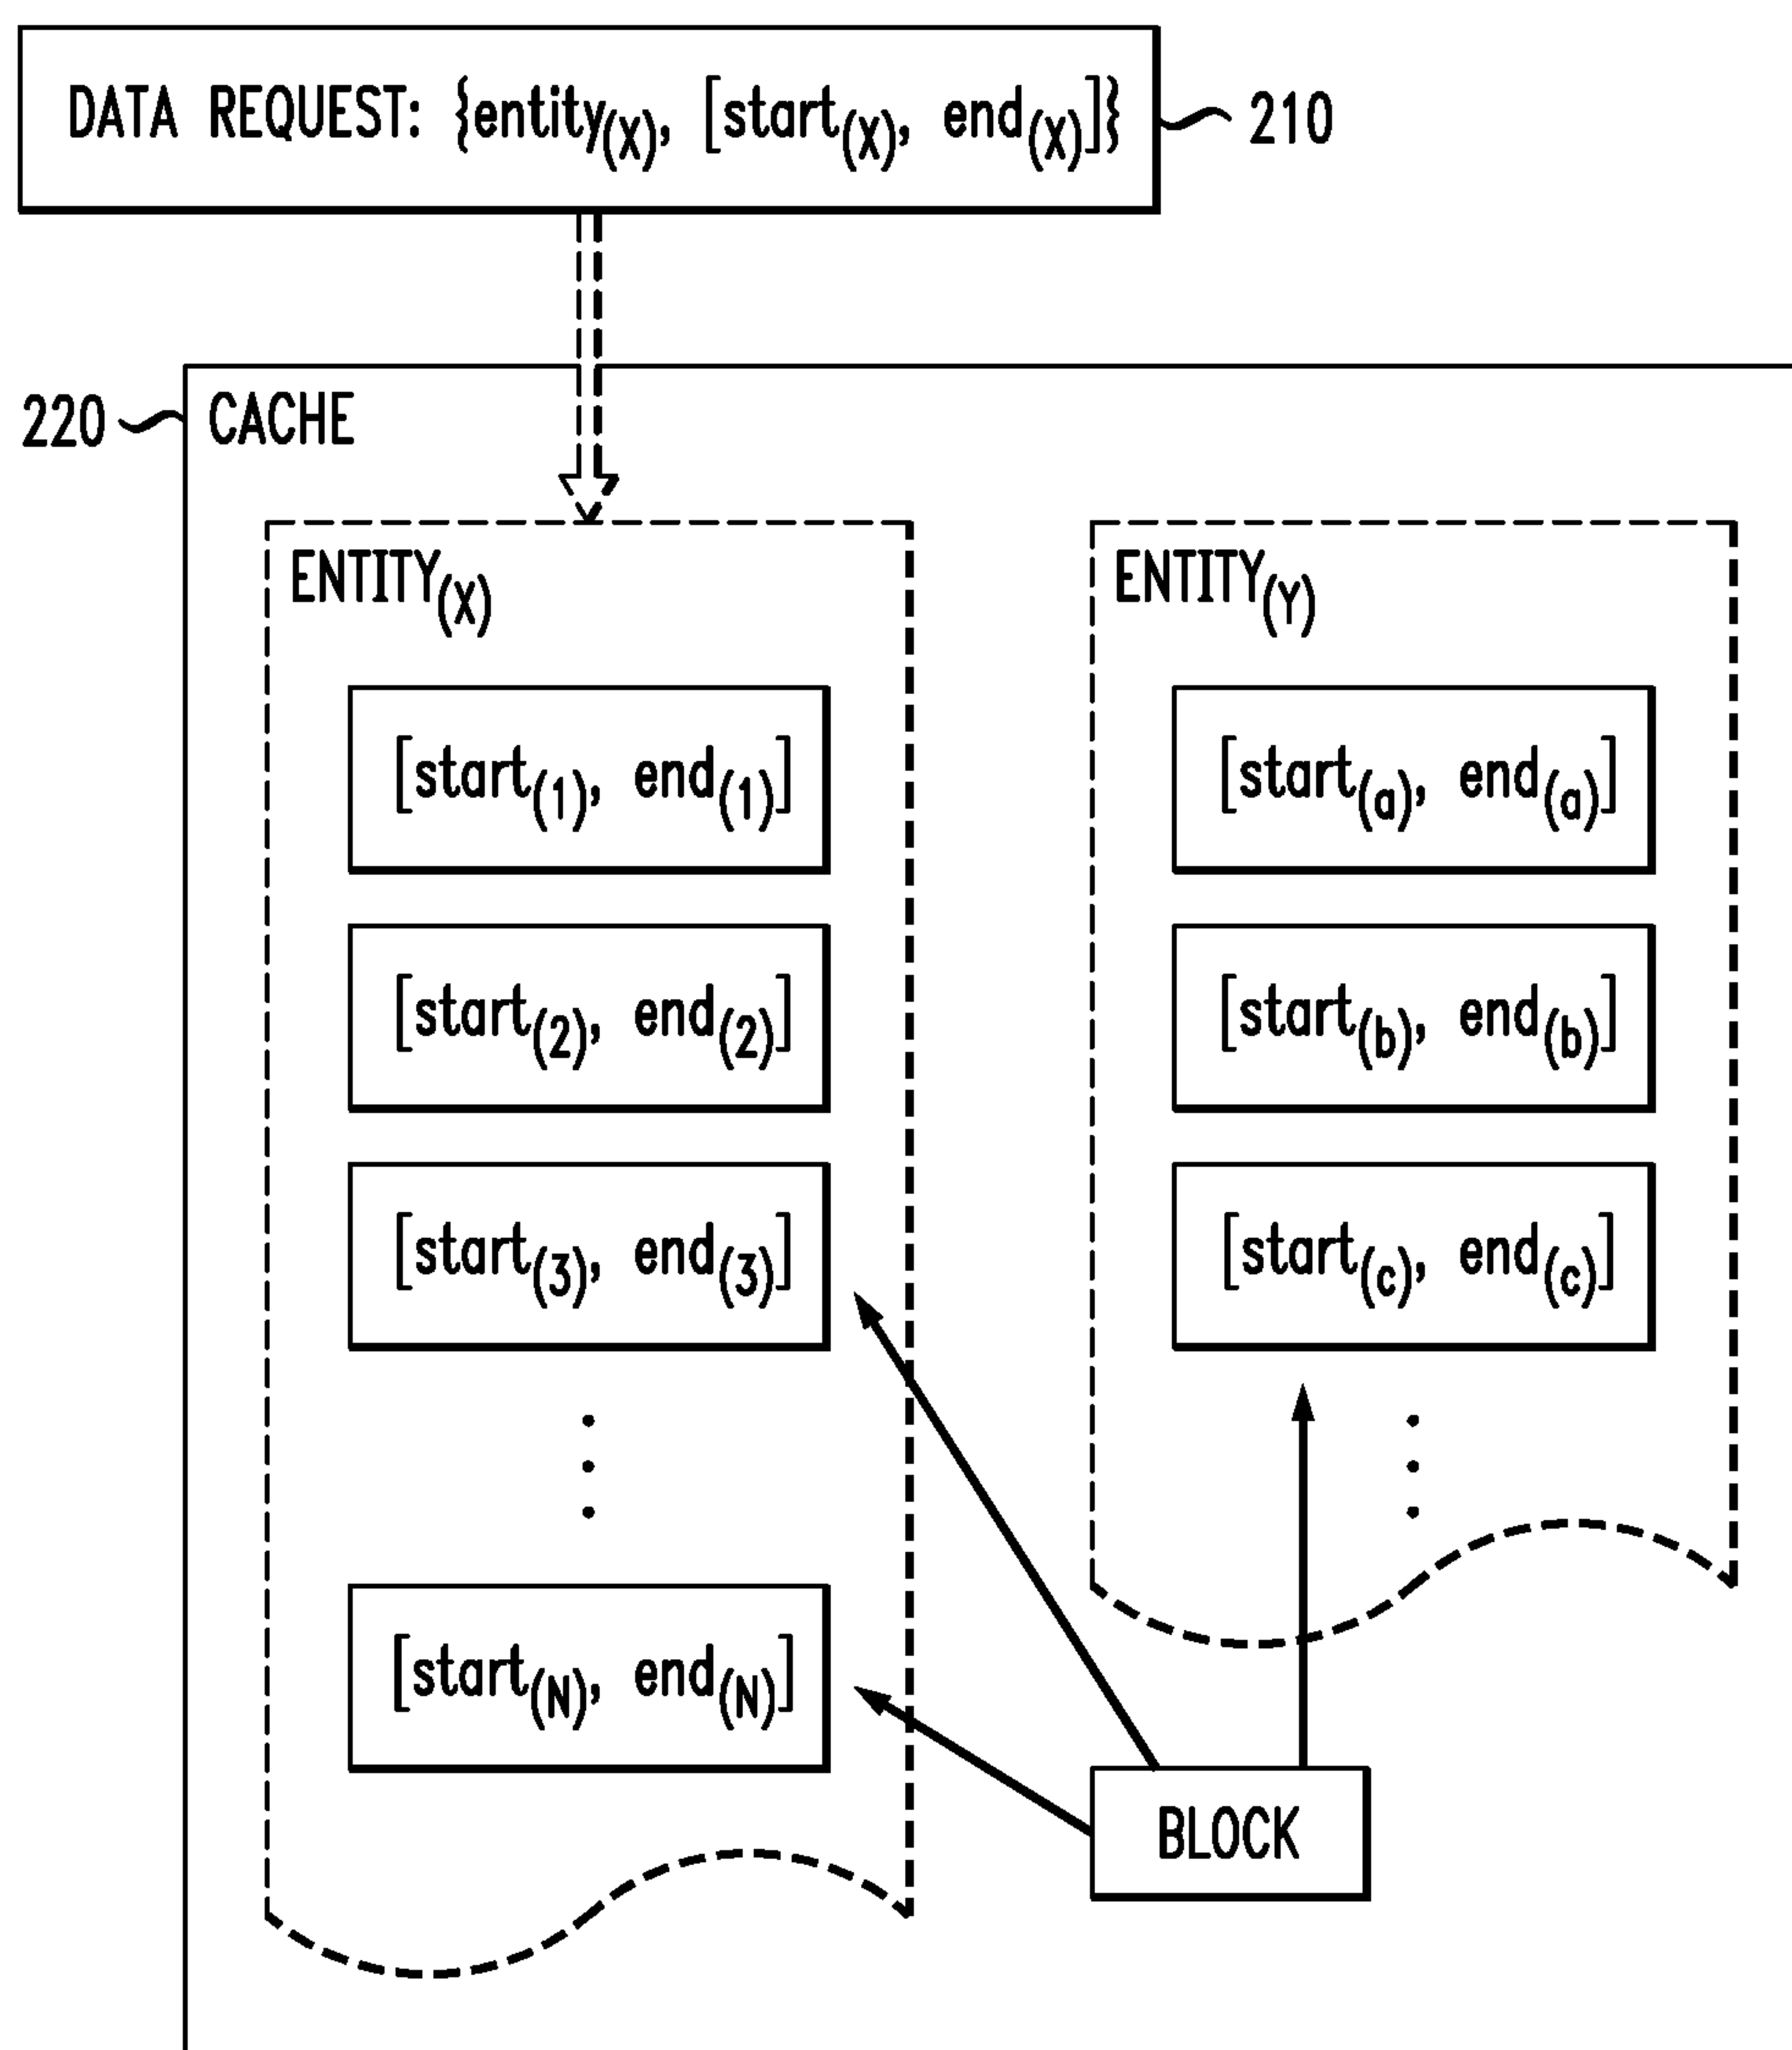 DATA REQUEST: {entity(X), [start(X), end(X)]} 210
220 CACHE
ENTITY(X)
[start(1), end(1)]
[start(2), end(2)]
[start(3), end(3)]
[start(N), end(N)]
ENTITY(Y)
[start(a), end(a)]
[start(b), end(b)]
[start(c), end(c)]
BLOCK